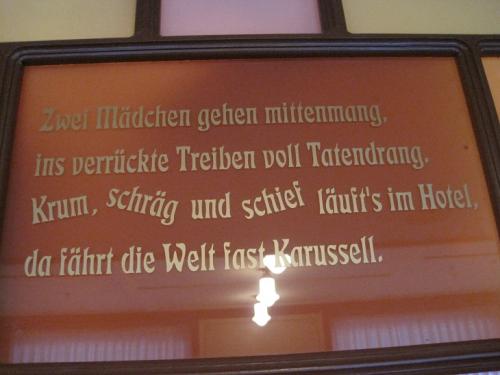 Zwei Mädchen gehen mittenmang,
ins verrückte Treiben voll Tatendrang.
Krum, schräg und schief läuft's im Hotel,
da fährt die Welt fast Karussell.